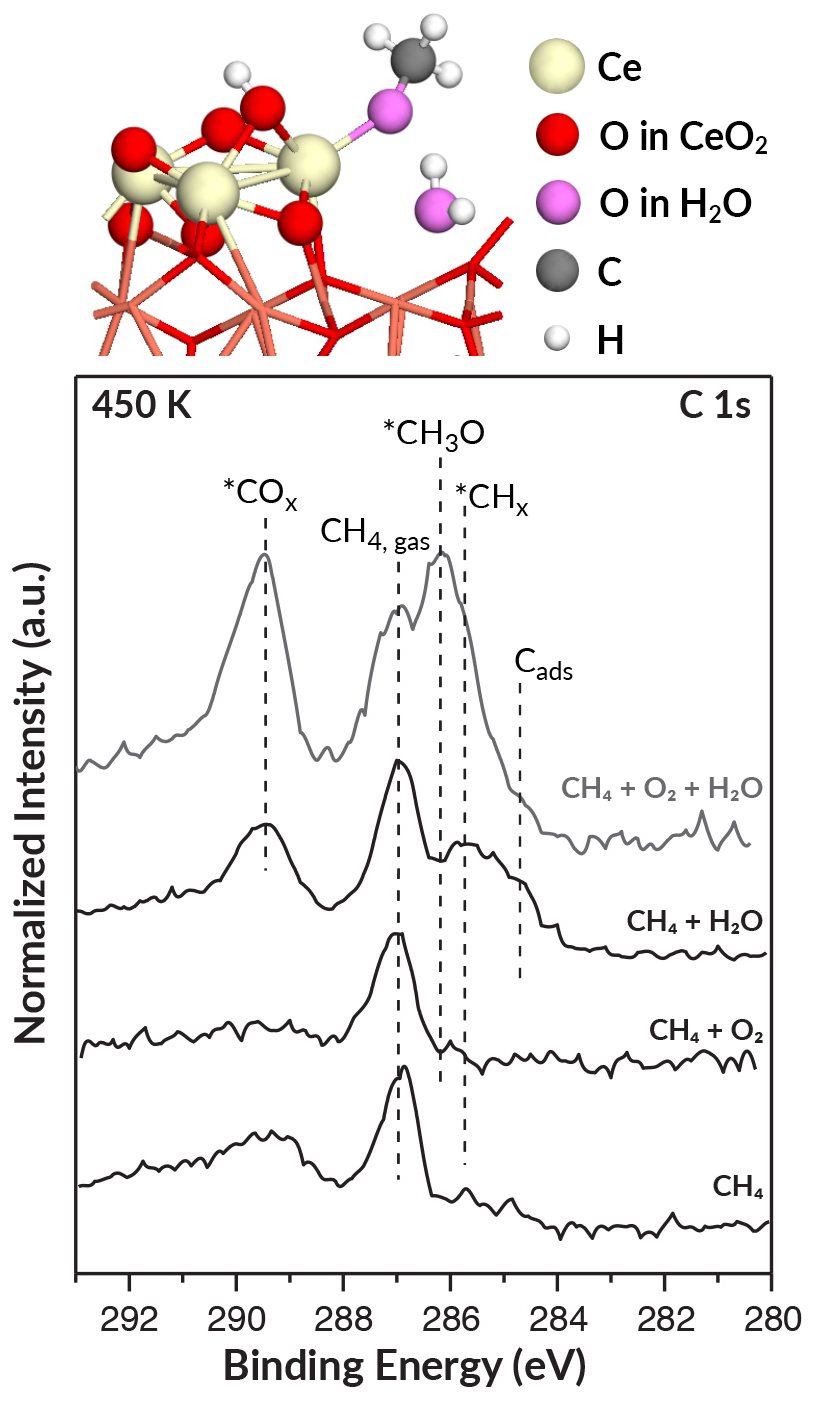 Ce
O in CeO₂
O in H₂O
C
H
450 K
C 1s
*CH₃O
*COₓ
*CHₓ
CH₄, gas
Cads
CH₄ + O₂ + H₂O
CH₄ + H₂O
CH₄ + O₂
CH₄
Normalized Intensity (a.u.)
292 290 288 286 284 282 280
Binding Energy (eV)